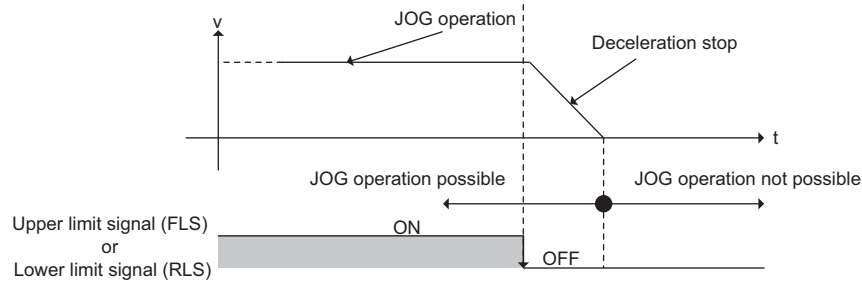 JOG operation
v
Deceleration stop
t
JOG operation possible
JOG operation not possible
Upper limit signal (FLS)
or
Lower limit signal (RLS)
ON
OFF